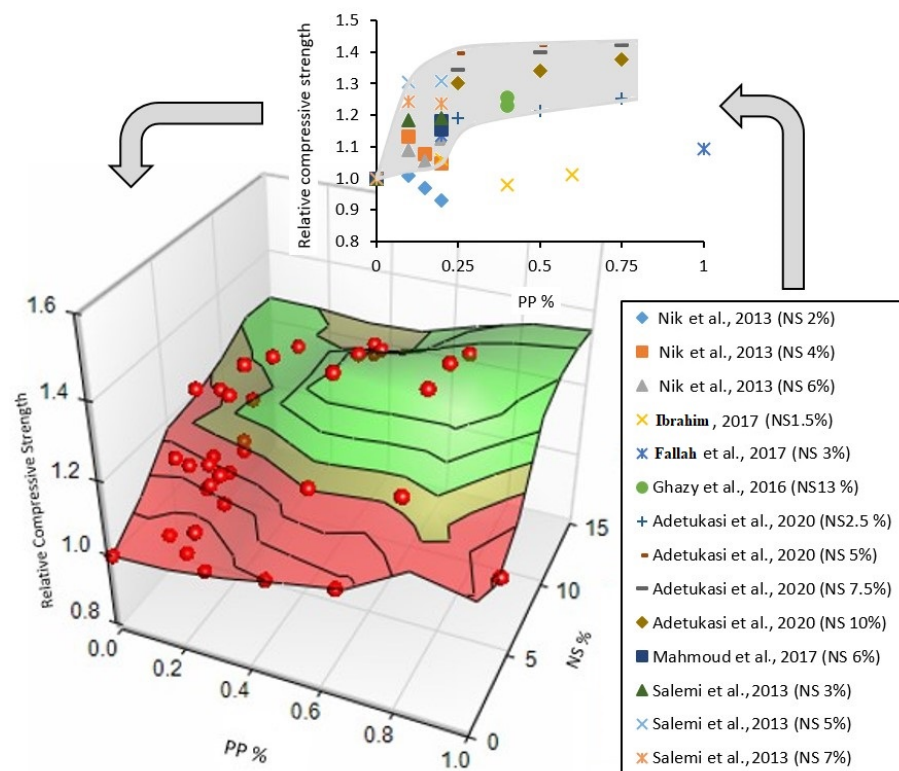 1.5
1.4
1.3
1.2
1.1
1.0
0.9
0.8
Relative compressive strength
0 0.25 0.5 0.75 1
PP %
1.6
1.4
1.2
1.0
0.8
Relative Compressive Strength
0.0 0.2 0.4 0.6 0.8 1.0
PP %
0 5 10 15
NS %
Nik et al., 2013 (NS 2%)
Nik et al., 2013 (NS 4%)
Nik et al., 2013 (NS 6%)
Ibrahim, 2017 (NS1.5%)
Fallah et al., 2017 (NS 3%)
Ghazy et al., 2016 (NS13 %)
Adetukasi et al., 2020 (NS2.5 %)
Adetukasi et al., 2020 (NS 5%)
Adetukasi et al., 2020 (NS 7.5%)
Adetukasi et al., 2020 (NS 10%)
Mahmoud et al., 2017 (NS 6%)
Salemi et al., 2013 (NS 3%)
Salemi et al., 2013 (NS 5%)
Salemi et al., 2013 (NS 7%)